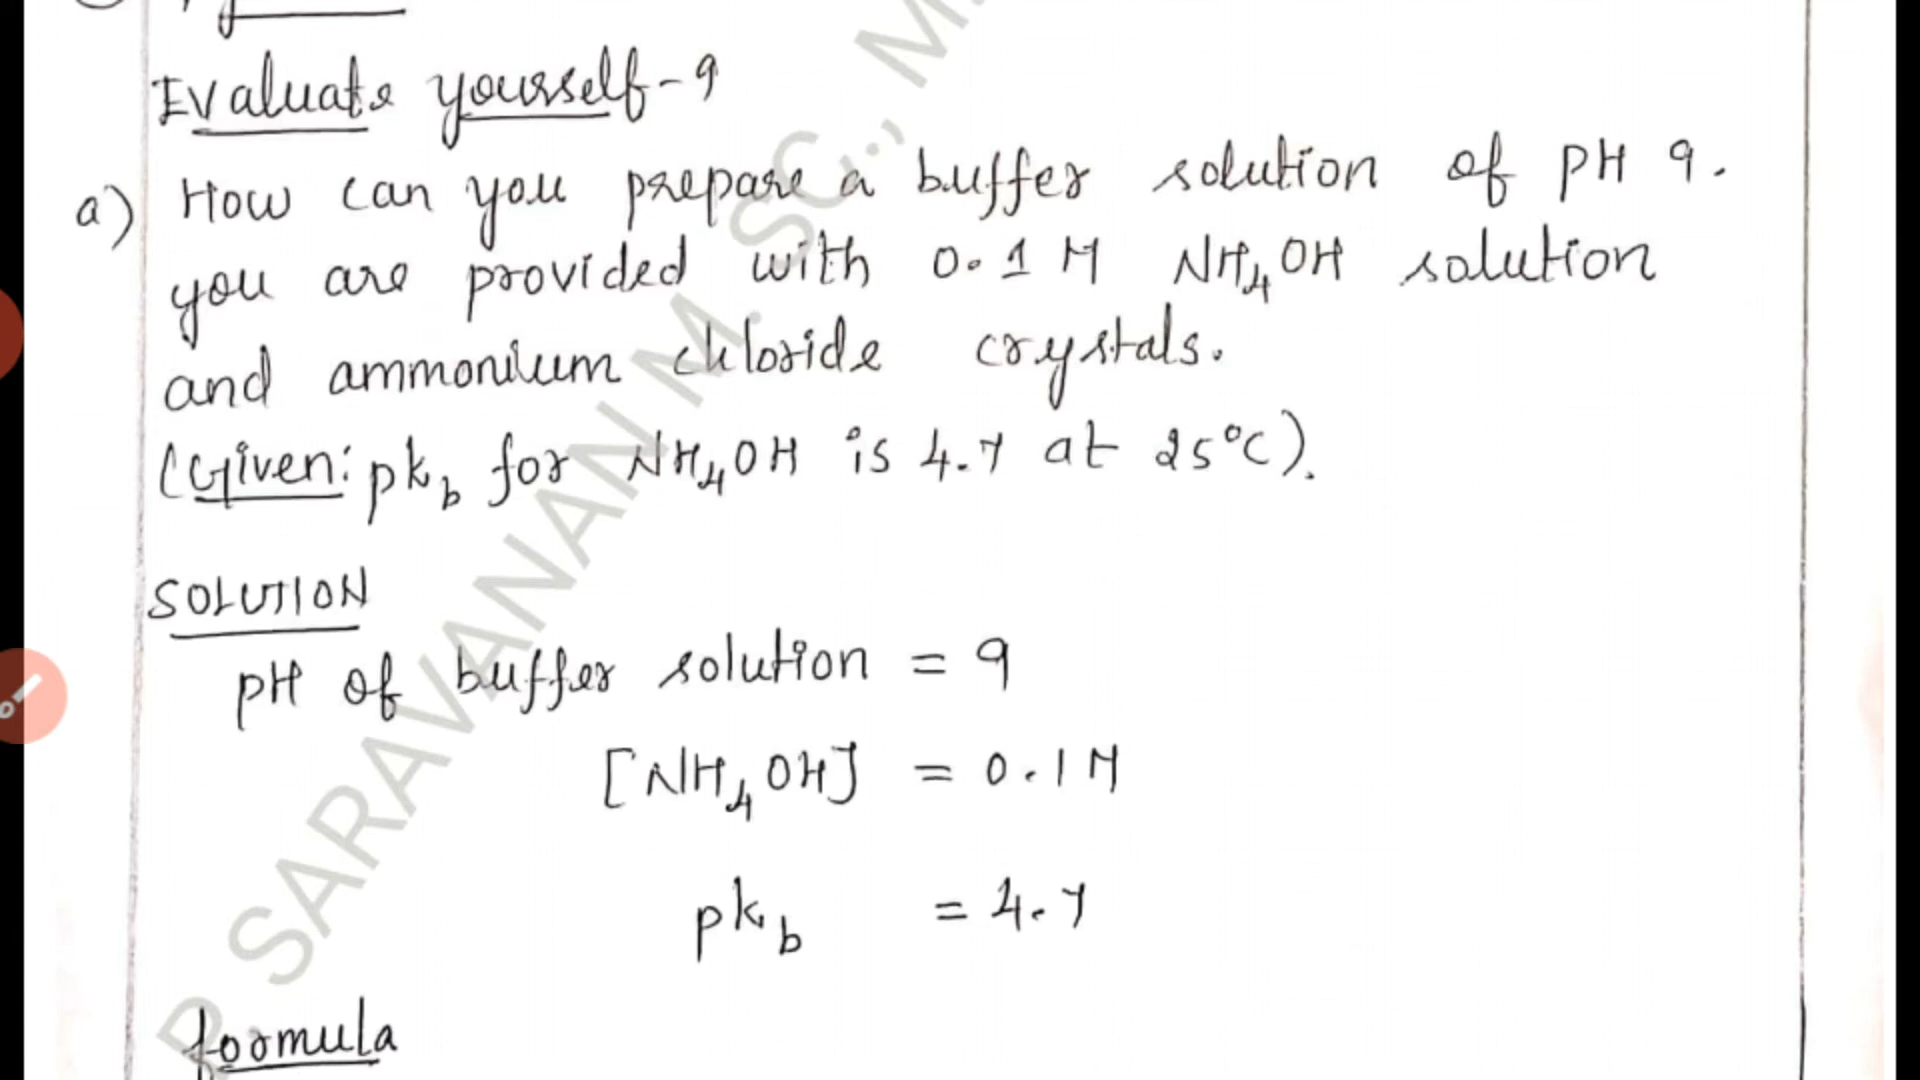 Evaluate yourself-9
a) How can you prepare a buffer solution of pH 9.
you are provided with 0.1 M NH4OH solution
and ammonium chloride crystals.
(Given: pkb for NH4OH is 4.7 at 25°C).
SOLUTION
pH of buffer solution = 9
[NH4OH] = 0.1 M
pkb = 4.7
formula
P. SARAVANAN M. SC., M.